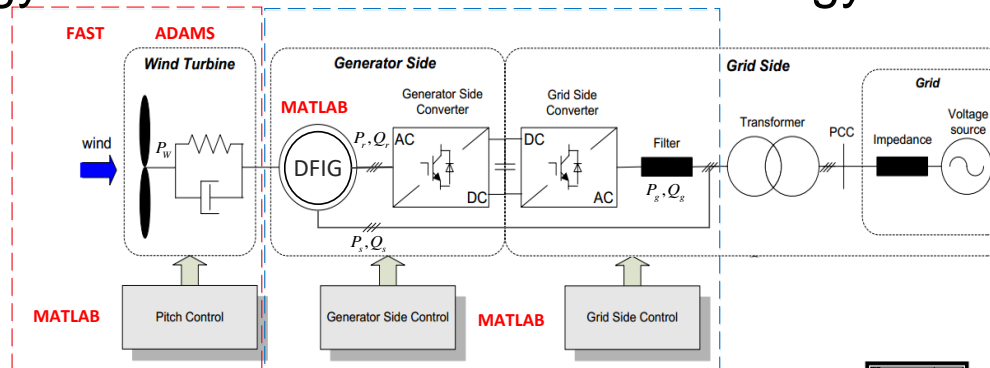 FAST
ADAMS
Wind Turbine
Generator Side
Grid Side
Grid
MATLAB
Generator Side
Converter
Grid Side
Converter
Transformer
PCC
Impedance
Voltage
source
wind
P_W
DFIG
P_r, Q_r
AC
DC
DC
AC
Filter
P_g, Q_g
P_s, Q_s
MATLAB
Pitch Control
Generator Side Control
MATLAB
Grid Side Control